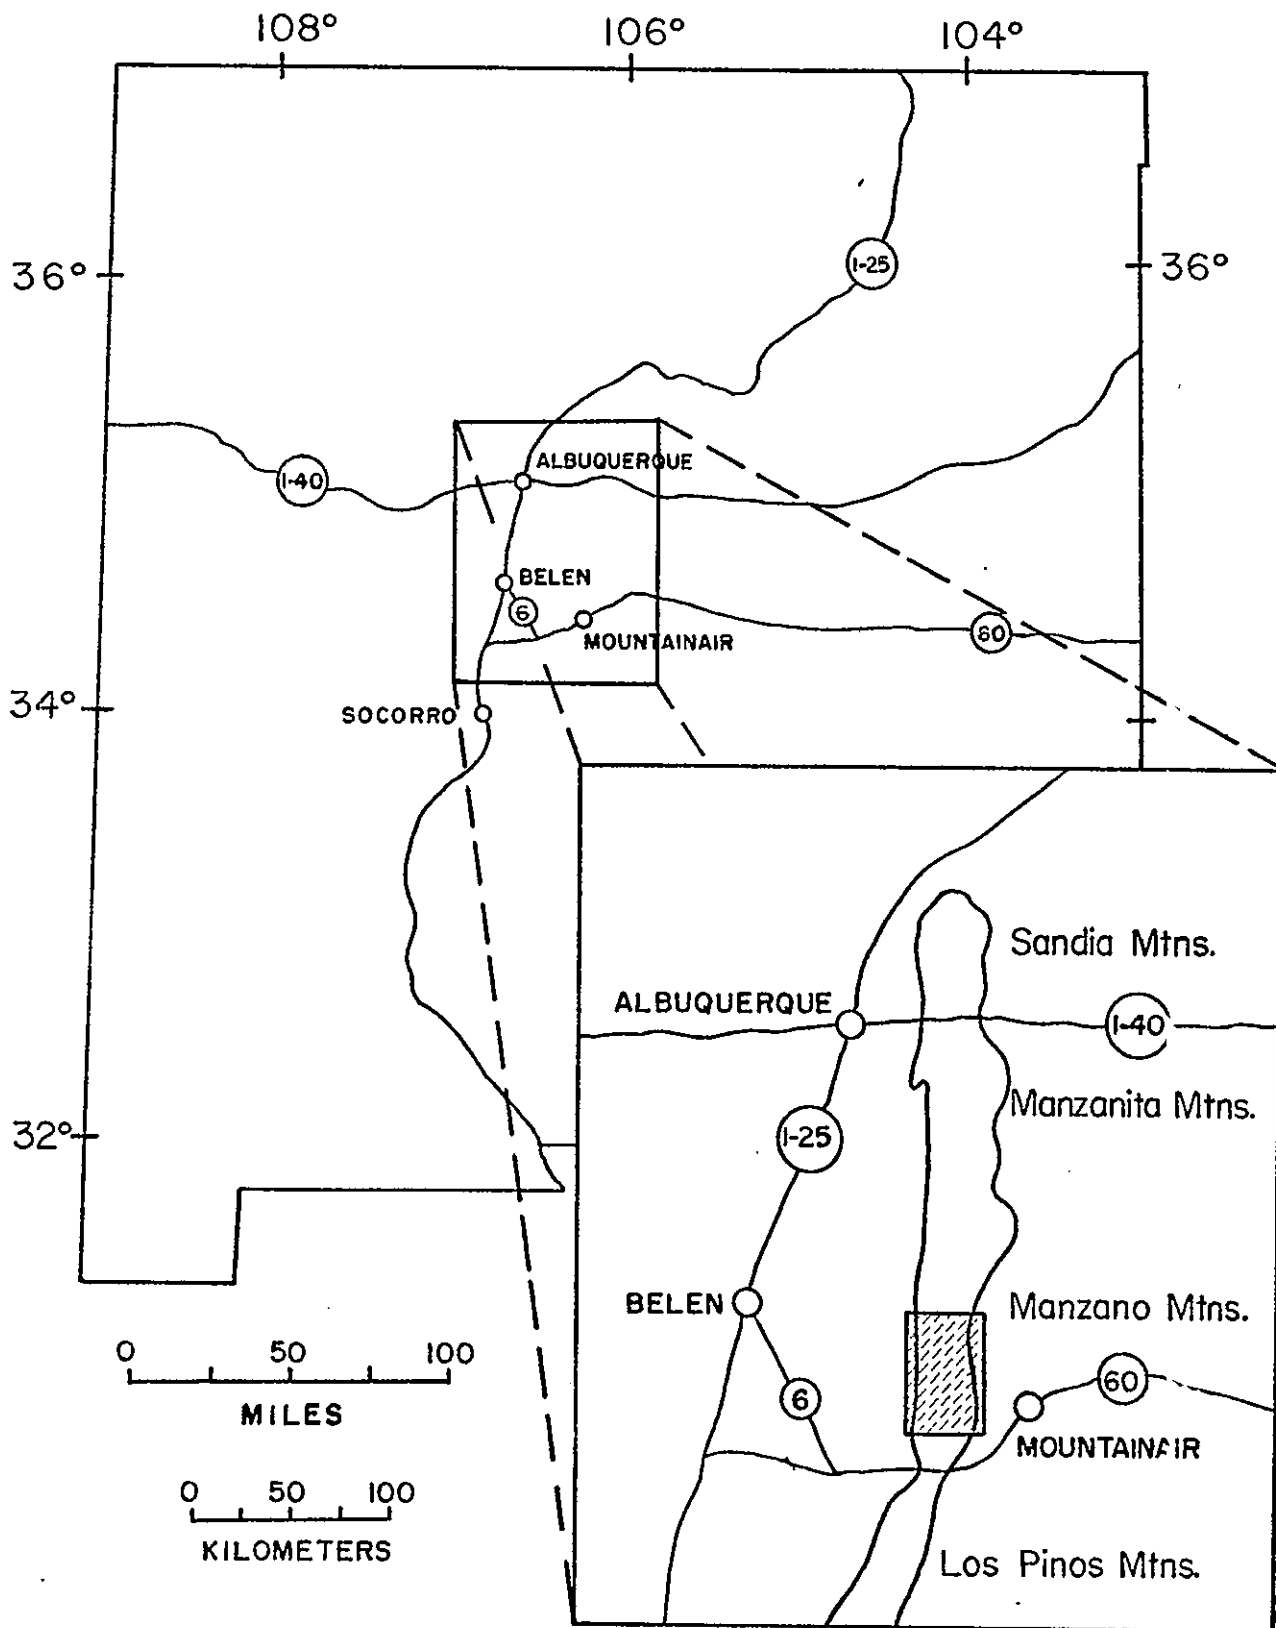 108° 106° 104°
I-25
36° 36°
ALBUQUERQUE
I-40
BELEN
6
MOUNTAINAIR
60
34°
SOCORRO
Sandia Mtns.
ALBUQUERQUE
I-40
Manzanita Mtns.
I-25
32°
BELEN
Manzano Mtns.
6
60
MOUNTAINAIR
Los Pinos Mtns.
0 50 100
MILES
0 50 100
KILOMETERS